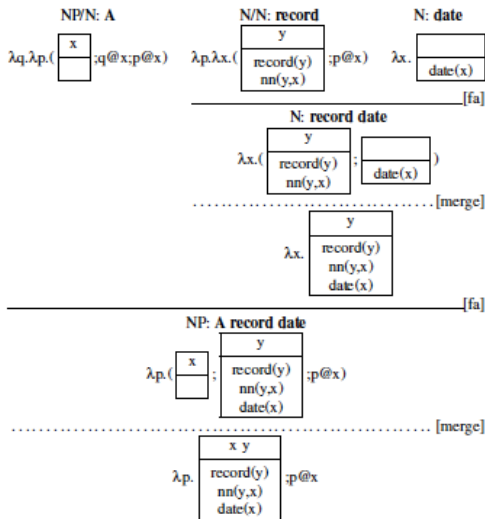 NP/N: A N/N: record N: date
x y
λq.λp.( ;q@x;p@x) λp.λx.( record(y) ;p@x) λx.
nn(y,x) date(x)
[fa]
N: record date
y
λx.( record(y) ; )
nn(y,x) date(x)
[merge]
y
record(y)
λx. nn(y,x)
date(x)
[fa]
NP: A record date
y
x record(y)
λp.( ; nn(y,x) ;p@x)
date(x)
[merge]
x y
record(y)
λp. nn(y,x) ;p@x
date(x)